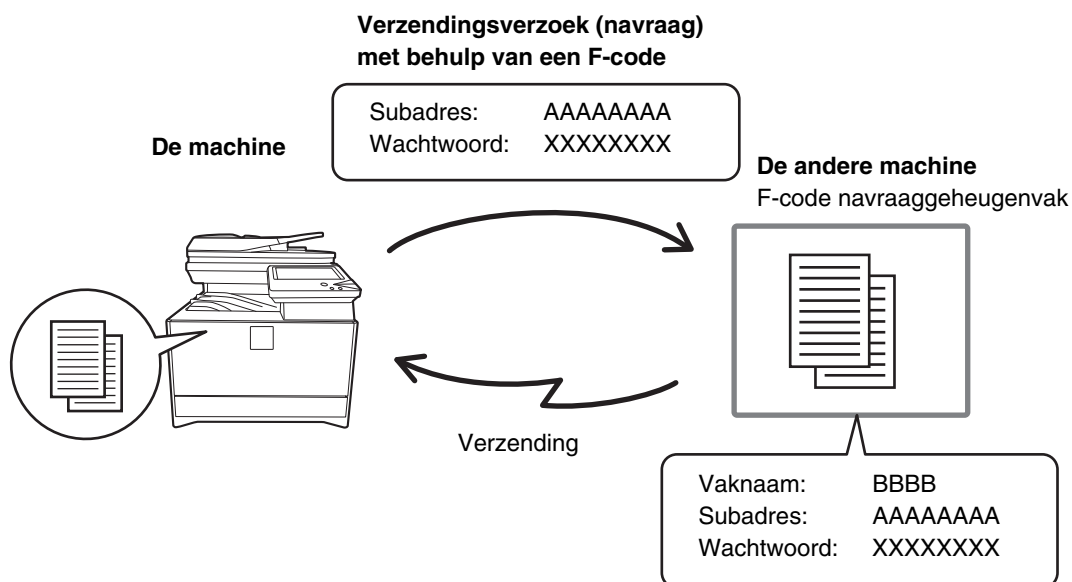 Verzendingsverzoek (navraag)
met behulp van een F-code
Subadres: AAAAAAAA
Wachtwoord: XXXXXXXX
De machine
De andere machine
F-code navraaggeheugenvak
Verzending
Vaknaam: BBBB
Subadres: AAAAAAAA
Wachtwoord: XXXXXXXX